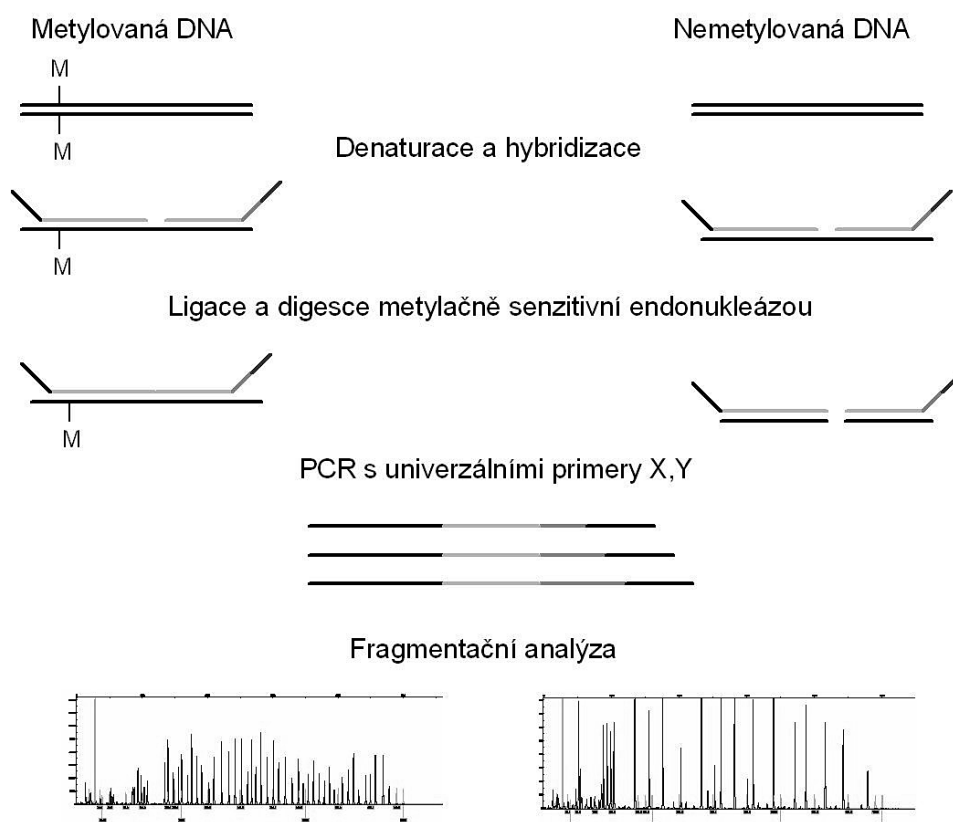 Metylovaná DNA
Nemetylovaná DNA
M
M
Denaturace a hybridizace
M
Ligace a digesce metylačně senzitivní endonukleázou
M
PCR s univerzálními primery X,Y
Fragmentační analýza